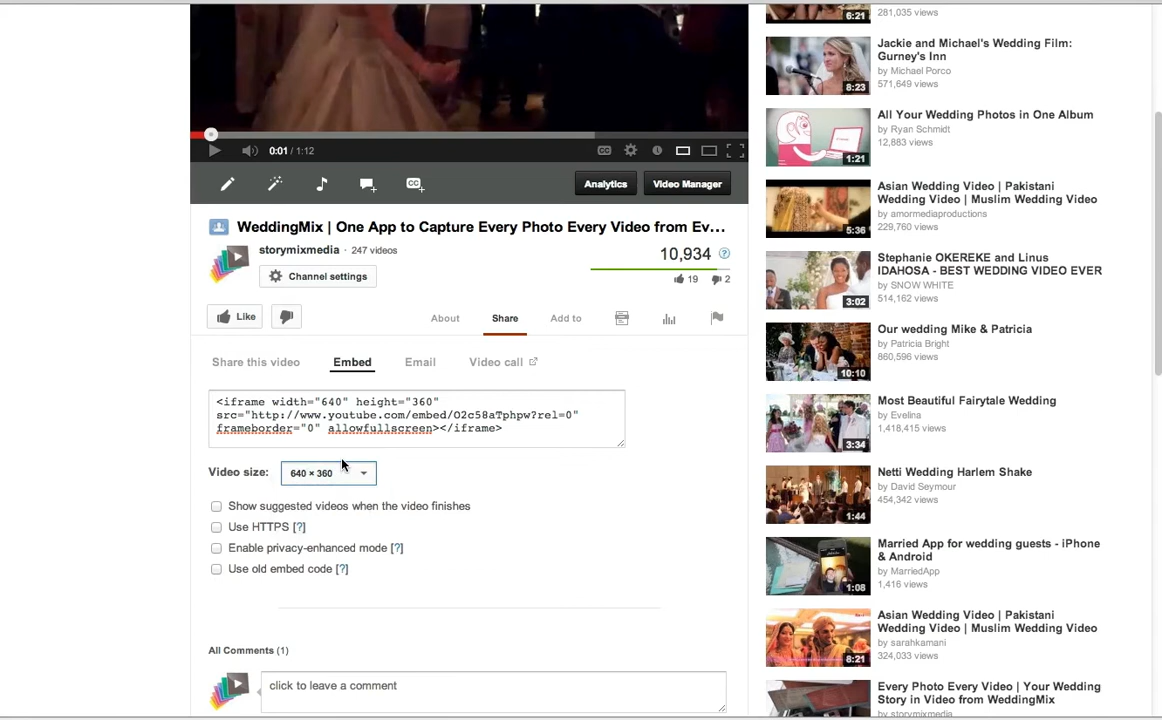 0:01 / 1:12
CC
CC
Analytics
Video Manager
WeddingMix | One App to Capture Every Photo Every Video from Ev...
storymixmedia · 247 videos
Channel settings
10,934 ?
19 2
Like
About
Share
Add to
Share this video
Embed
Email
Video call
<iframe width="640" height="360"
src="http://www.youtube.com/embed/O2c58aTphpw?rel=0"
frameborder="0" allowfullscreen></iframe>
Video size:
640 × 360
Show suggested videos when the video finishes
Use HTTPS [?]
Enable privacy-enhanced mode [?]
Use old embed code [?]
All Comments (1)
click to leave a comment
6:21
281,035 views
8:23
Jackie and Michael's Wedding Film:
Gurney's Inn
by Michael Porco
571,649 views
1:21
All Your Wedding Photos in One Album
by Ryan Schmidt
12,883 views
5:36
Asian Wedding Video | Pakistani
Wedding Video | Muslim Wedding Video
by amormediaproductions
229,760 views
3:02
Stephanie OKEREKE and Linus
IDAHOSA - BEST WEDDING VIDEO EVER
by SNOW WHITE
514,162 views
10:10
Our wedding Mike & Patricia
by Patricia Bright
860,596 views
3:34
Most Beautiful Fairytale Wedding
by Evelina
1,418,415 views
1:44
Netti Wedding Harlem Shake
by David Seymour
454,342 views
1:08
Married App for wedding guests - iPhone
& Android
by MarriedApp
1,416 views
8:21
Asian Wedding Video | Pakistani
Wedding Video | Muslim Wedding Video
by sarahkamani
324,033 views
Every Photo Every Video | Your Wedding
Story in Video from WeddingMix
by storymixmedia